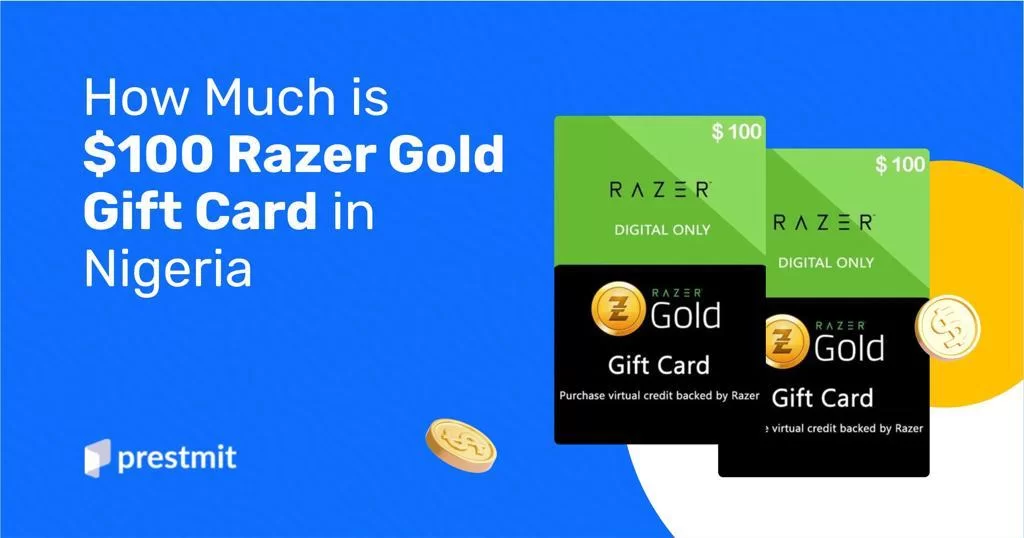 How Much is
$100 Razer Gold
Gift Card in
Nigeria
prestmit
$100
RAZER
DIGITAL ONLY
RAZER
Gold
Gift Card
Purchase virtual credit backed by Razer
$100
RAZER
DIGITAL ONLY
RAZER
Gold
Gift Card
virtual credit backed by Razer